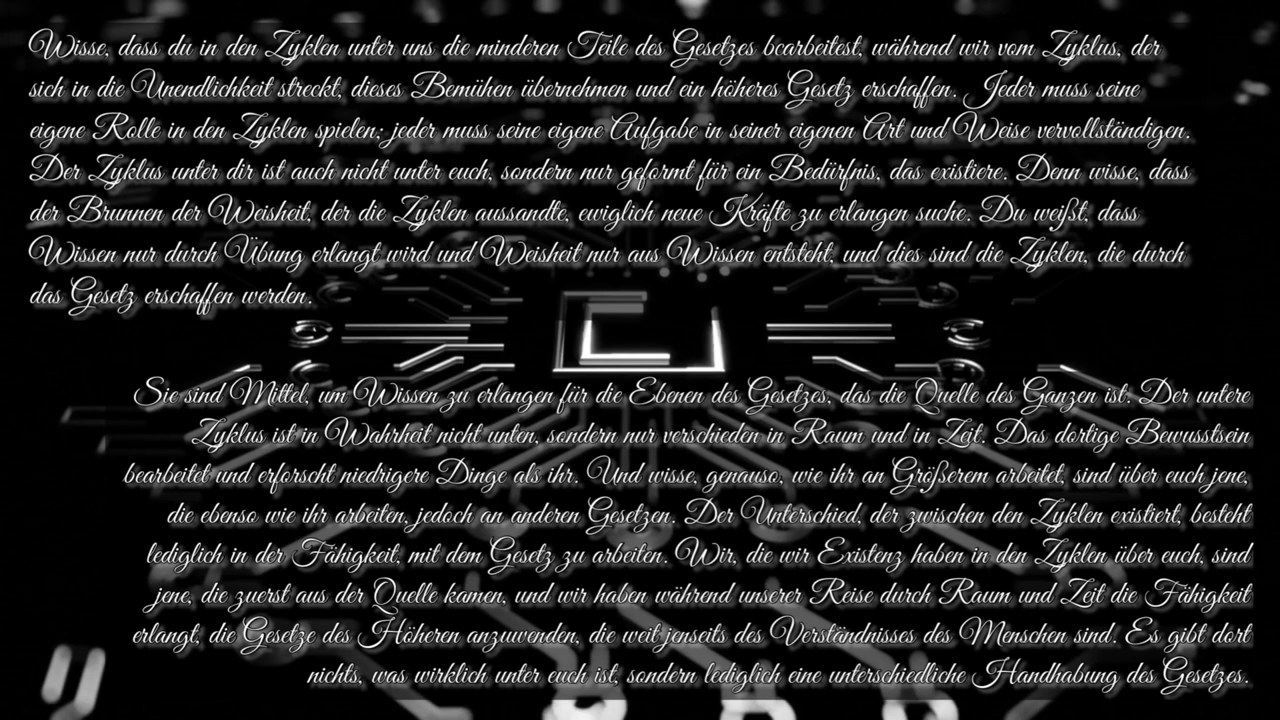 Wisse, dass du in den Zyklen unter uns die minderen Teile des Gesetzes bearbeitest, während wir vom Zyklus, der
sich in die Unendlichkeit streckt, dieses Bemühen übernehmen und ein höheres Gesetz erschaffen. Jeder muss seine
eigene Rolle in den Zyklen spielen; jeder muss seine eigene Aufgabe in seiner eigenen Art und Weise vervollständigen.
Der Zyklus unter dir ist auch nicht unter euch, sondern nur geformt für ein Bedürfnis, das existiere. Denn wisse, dass
der Brunnen der Weisheit, der die Zyklen aussandte, ewiglich neue Kräfte zu erlangen suche. Du weißt, dass
Wissen nur durch Übung erlangt wird und Weisheit nur aus Wissen entsteht, und dies sind die Zyklen, die durch
das Gesetz erschaffen werden.
Sie sind Mittel, um Wissen zu erlangen für die Ebenen des Gesetzes, das die Quelle des Ganzen ist. Der untere
Zyklus ist in Wahrheit nicht unten, sondern nur verschieden in Raum und in Zeit. Das dortige Bewusstsein
bearbeitet und erforscht niedrigere Dinge als ihr. Und wisse, genauso, wie ihr an Größerem arbeitet, sind über euch jene,
die ebenso wie ihr arbeiten, jedoch an anderen Gesetzen. Der Unterschied, der zwischen den Zyklen existiert, besteht
lediglich in der Fähigkeit, mit dem Gesetz zu arbeiten. Wir, die wir Existenz haben in den Zyklen über euch, sind
jene, die zuerst aus der Quelle kamen, und wir haben während unserer Reise durch Raum und Zeit die Fähigkeit
erlangt, die Gesetze des Höheren anzuwenden, die weit jenseits des Verständnisses des Menschen sind. Es gibt dort
nichts, was wirklich unter euch ist, sondern lediglich eine unterschiedliche Handhabung des Gesetzes.